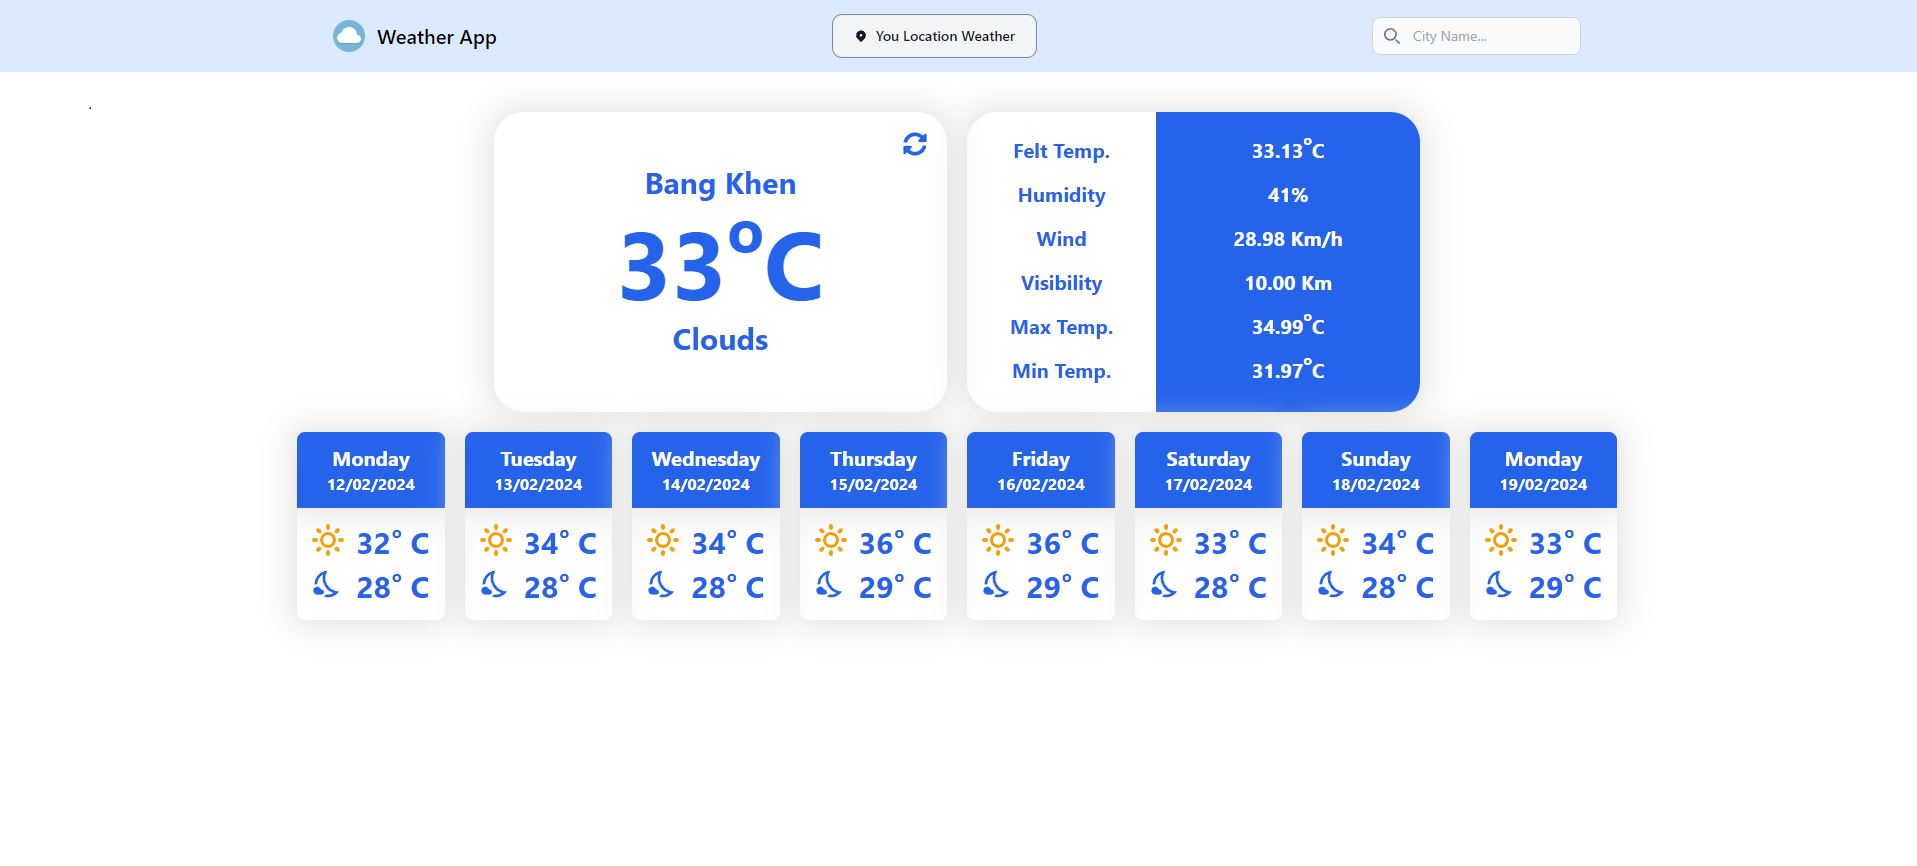 Weather App
You Location Weather
City Name...
.
Bang Khen
33°C
Clouds
Felt Temp. 33.13°C
Humidity 41%
Wind 28.98 Km/h
Visibility 10.00 Km
Max Temp. 34.99°C
Min Temp. 31.97°C
Monday
12/02/2024
32° C
28° C
Tuesday
13/02/2024
34° C
28° C
Wednesday
14/02/2024
34° C
28° C
Thursday
15/02/2024
36° C
29° C
Friday
16/02/2024
36° C
29° C
Saturday
17/02/2024
33° C
28° C
Sunday
18/02/2024
34° C
28° C
Monday
19/02/2024
33° C
29° C